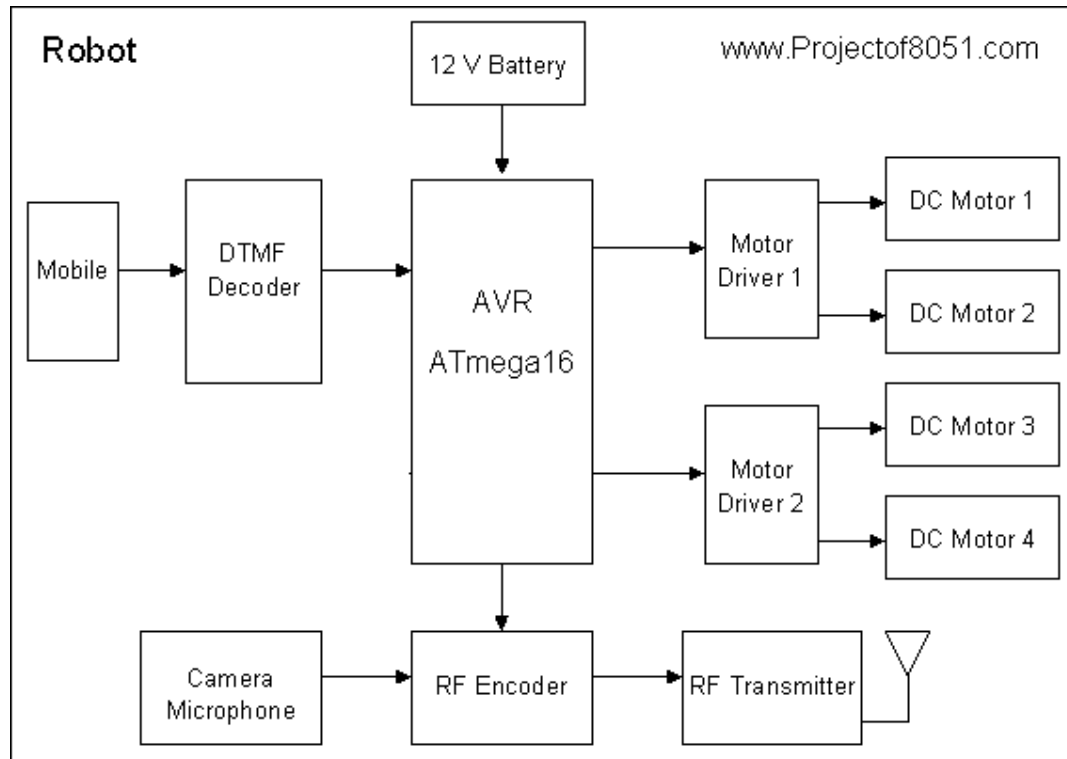 Robot
www.Projectof8051.com
12 V Battery
Mobile
DTMF
Decoder
AVR
ATmega16
Motor
Driver 1
DC Motor 1
DC Motor 2
Motor
Driver 2
DC Motor 3
DC Motor 4
Camera
Microphone
RF Encoder
RF Transmitter